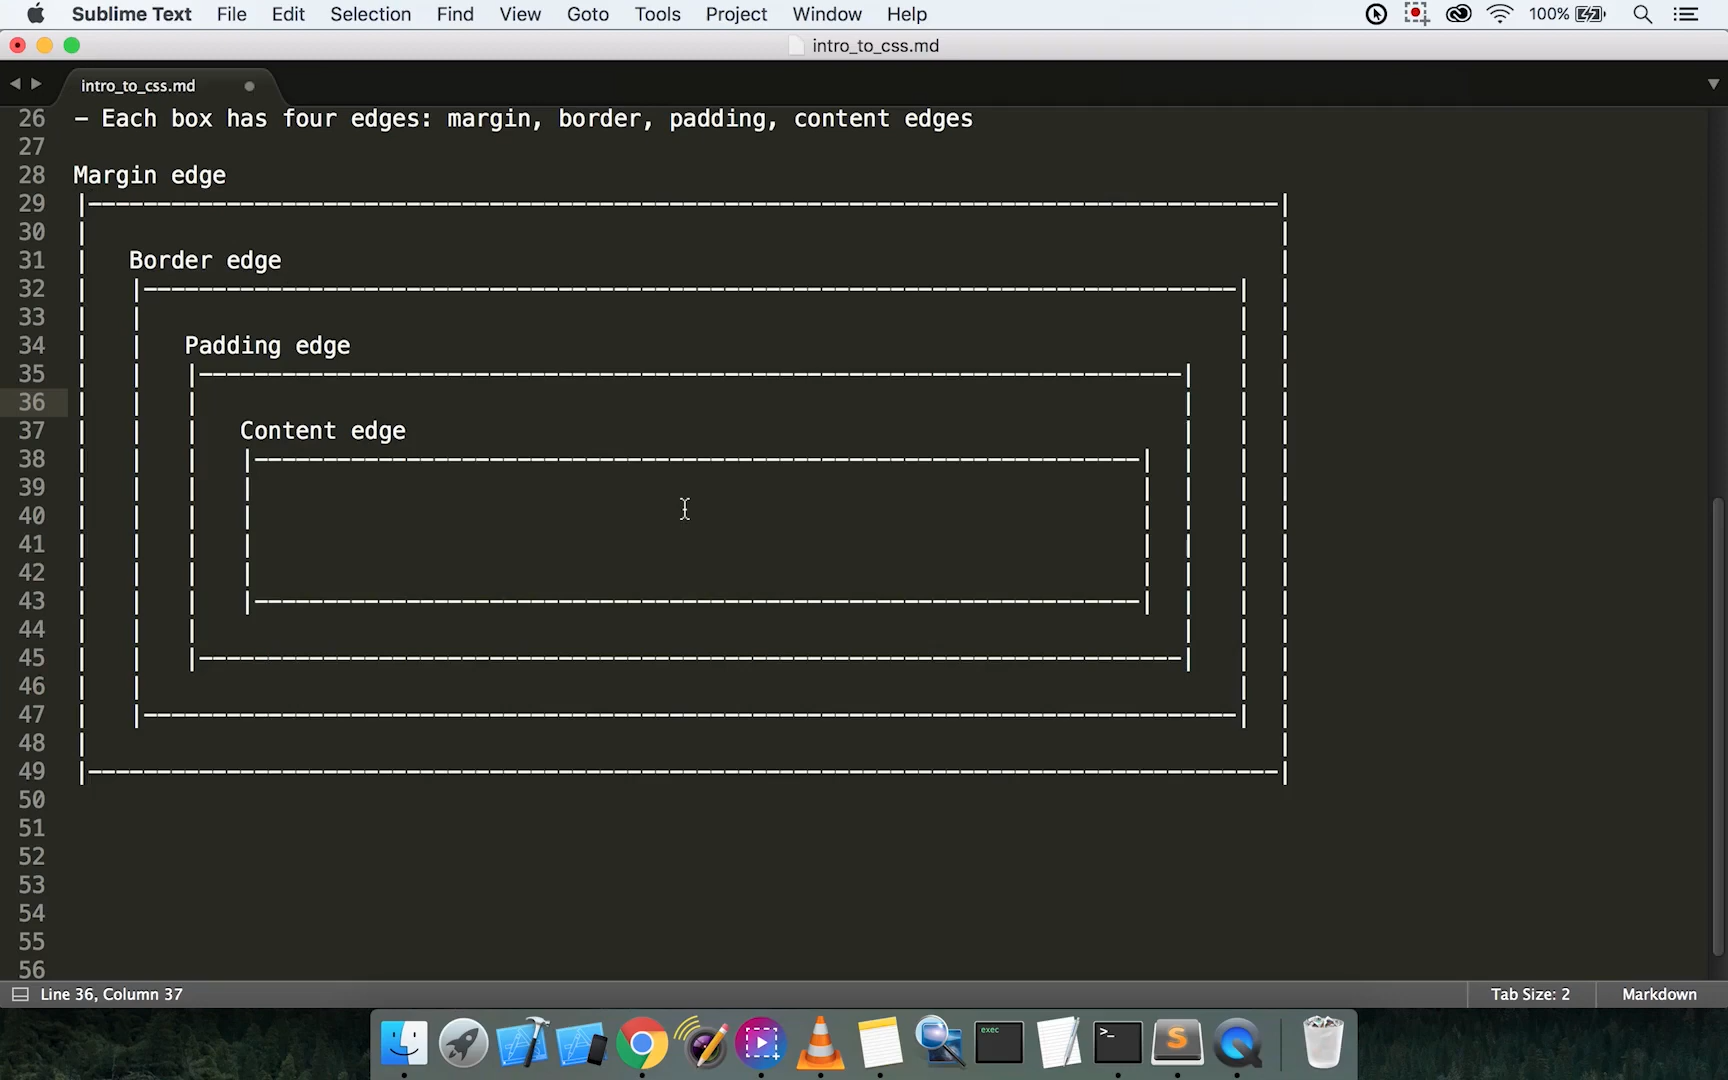 Sublime Text File Edit Selection Find View Goto Tools Project Window Help 100%
intro_to_css.md
intro_to_css.md
26 - Each box has four edges: margin, border, padding, content edges
27
28 Margin edge
29 |--------------------------------------------------------------------------------------|
30 | |
31 | Border edge |
32 | |-------------------------------------------------------------------------------| |
33 | | | |
34 | | Padding edge | |
35 | | |-----------------------------------------------------------------------| | |
36 | | | | | |
37 | | | Content edge | | |
38 | | | |----------------------------------------------------------------| | | |
39 | | | | | | | |
40 | | | | | | | |
41 | | | | | | | |
42 | | | | | | | |
43 | | | |----------------------------------------------------------------| | | |
44 | | | | | |
45 | | |-----------------------------------------------------------------------| | |
46 | | | |
47 | |-------------------------------------------------------------------------------| |
48 | |
49 |--------------------------------------------------------------------------------------|
50
51
52
53
54
55
56
Line 36, Column 37 Tab Size: 2 Markdown
exec
>_
S